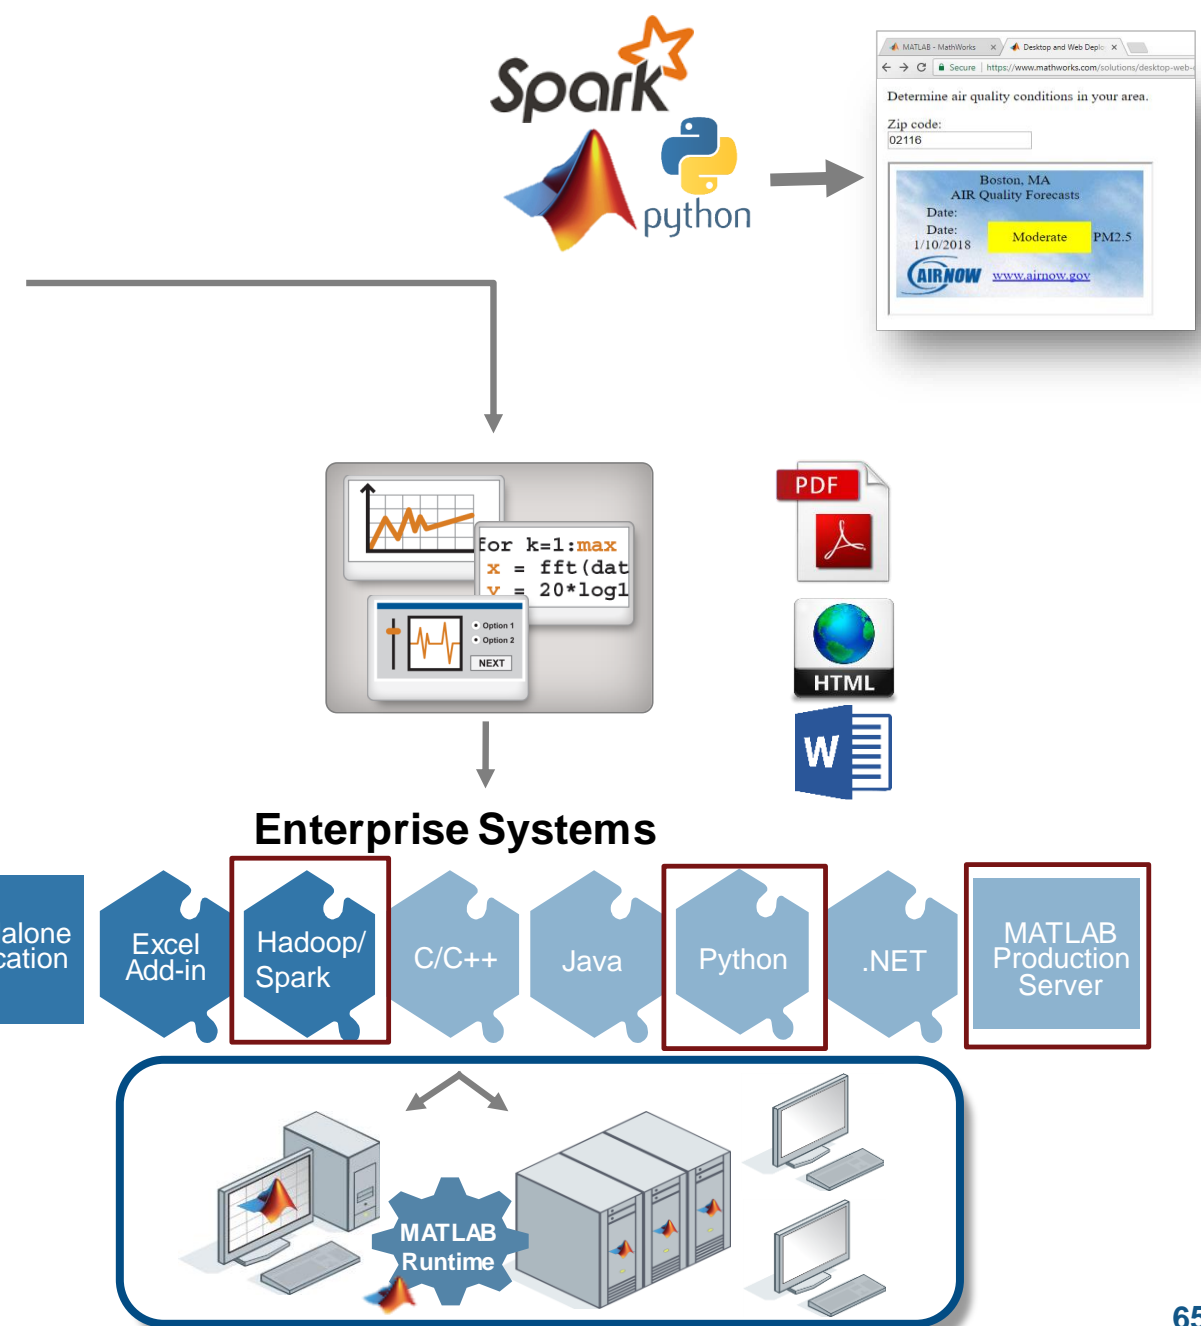 Spark
python
MATLAB - MathWorks
Desktop and Web Deplo
Secure | https://www.mathworks.com/solutions/desktop-web-
Determine air quality conditions in your area.
Zip code:
02116
Boston, MA
AIR Quality Forecasts
Date:
Date:
1/10/2018
Moderate
PM2.5
AIRNOW
www.airnow.gov
for k=1:max
x = fft(dat
y = 20*log1
Option 1
Option 2
NEXT
PDF
HTML
W
Enterprise Systems
alone
cation
Excel
Add-in
Hadoop/
Spark
C/C++
Java
Python
.NET
MATLAB
Production
Server
MATLAB
Runtime
65